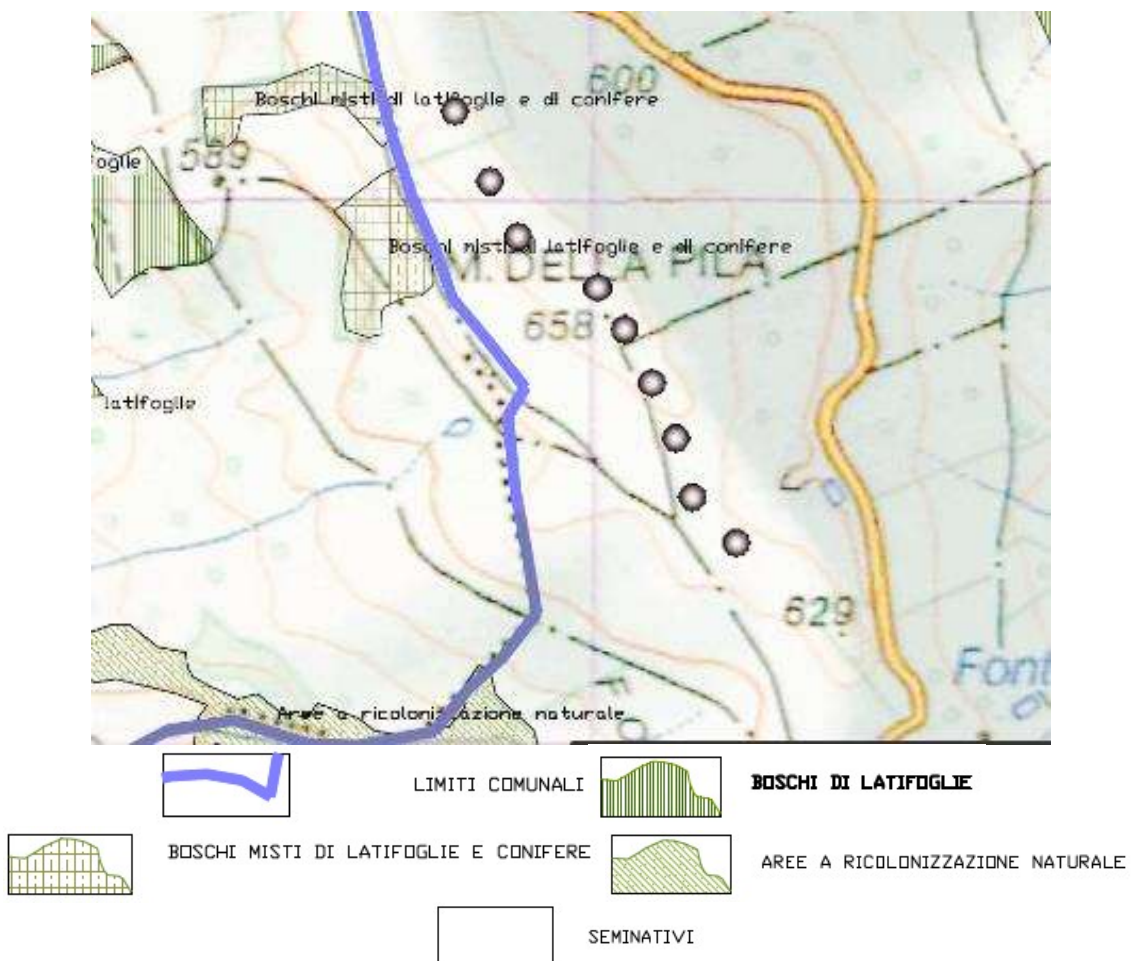 600
Boschi misti di latifoglie e di conifere
589
oglie
Boschi misti di latifoglie e di conifere
M. DELLA PILA
658
latifoglie
629
Font
Aree a ricolonizzazione naturale
LIMITI COMUNALI
BOSCHI DI LATIFOGLIE
BOSCHI MISTI DI LATIFOGLIE E CONIFERE
AREE A RICOLONIZZAZIONE NATURALE
SEMINATIVI